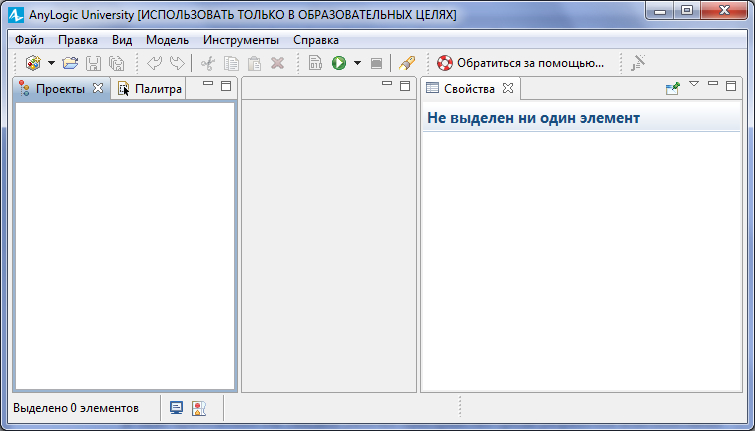 AnyLogic University [ИСПОЛЬЗОВАТЬ ТОЛЬКО В ОБРАЗОВАТЕЛЬНЫХ ЦЕЛЯХ]
Файл Правка Вид Модель Инструменты Справка
Обратиться за помощью...
Проекты Палитра Свойства
Не выделен ни один элемент
Выделено 0 элементов